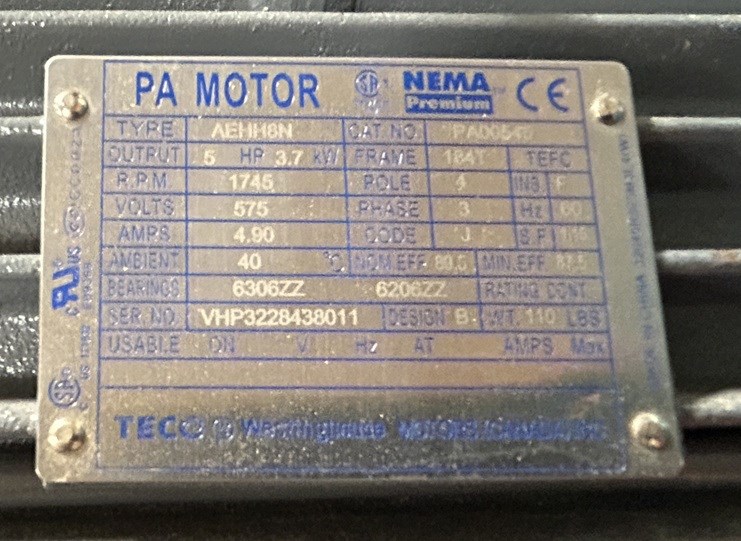 PA MOTOR SA NEMA Premium CE
TYPE AEHH8N CAT NO.
OUTPUT 5 HP 3.7 kW FRAME 184T TEFC
R.P.M. 1745 POLE 4 INS. F
VOLTS 575 PHASE 3 Hz 60
AMPS 4.90 CODE J S.F.
AMBIENT 40 °C NOM.EFF. MIN.EFF.
BEARINGS 6306ZZ 6206ZZ RATING CONT.
SER. NO. VHP3228438011 DESIGN B WT. 110 LBS
USABLE ON V Hz AT AMPS Max
TECO Westinghouse MOTORS